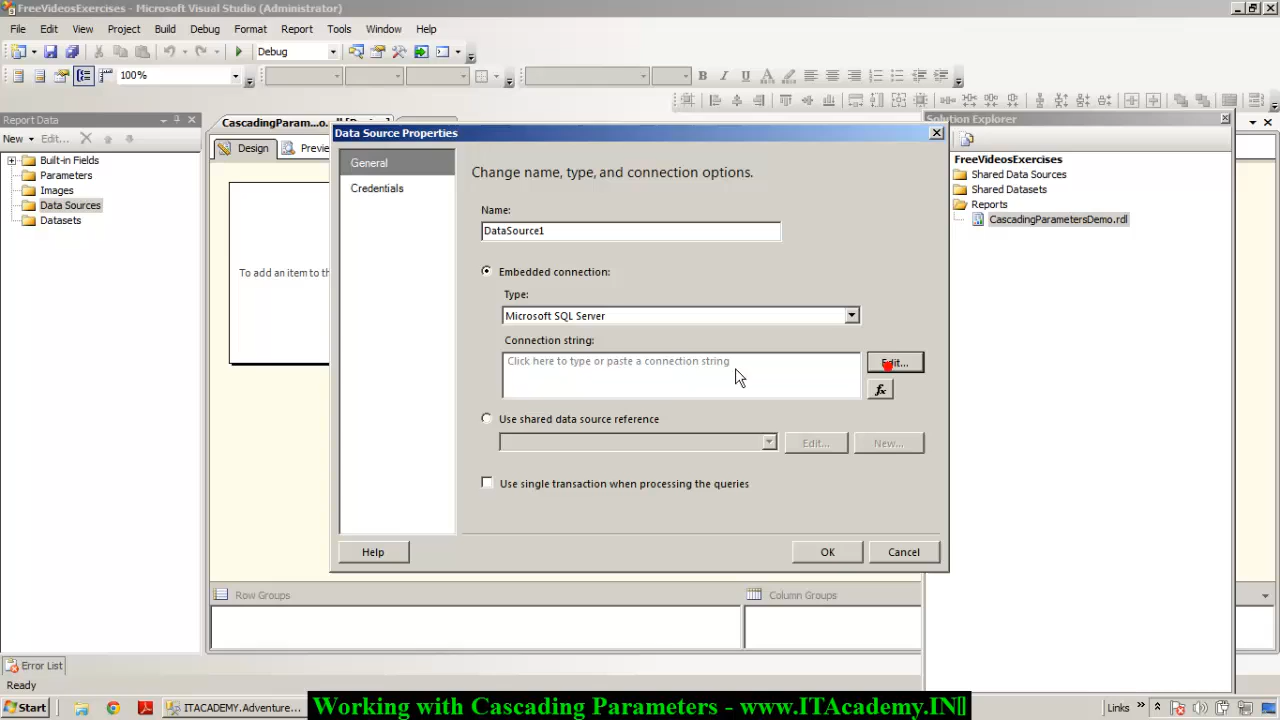 FreeVideosExercises - Microsoft Visual Studio (Administrator)
File Edit View Project Build Debug Format Report Tools Window Help
Debug
100%
Report Data
New Edit...
Built-in Fields
Parameters
Images
Data Sources
Datasets
CascadingParam...
Design
Previe
To add an item to th
Data Source Properties
General
Credentials
Change name, type, and connection options.
Name:
DataSource1
Embedded connection:
Type:
Microsoft SQL Server
Connection string:
Click here to type or paste a connection string
Edit...
fx
Use shared data source reference
Edit...
New...
Use single transaction when processing the queries
Help
OK
Cancel
Solution Explorer
FreeVideosExercises
Shared Data Sources
Shared Datasets
Reports
CascadingParametersDemo.rdl
Row Groups
Column Groups
Error List
Ready
Start
ITACADEMY.Adventure...
Working with Cascading Parameters - www.ITAcademy.IN
Links